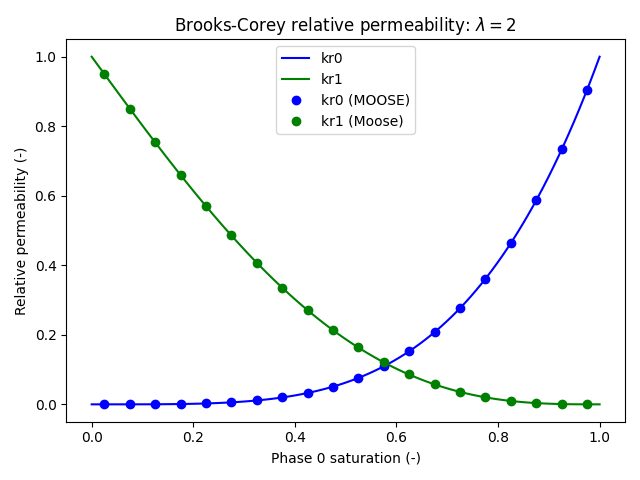 Brooks-Corey relative permeability: λ = 2
kr0
kr1
kr0 (MOOSE)
kr1 (Moose)
Relative permeability (-)
1.0
0.8
0.6
0.4
0.2
0.0
0.0 0.2 0.4 0.6 0.8 1.0
Phase 0 saturation (-)